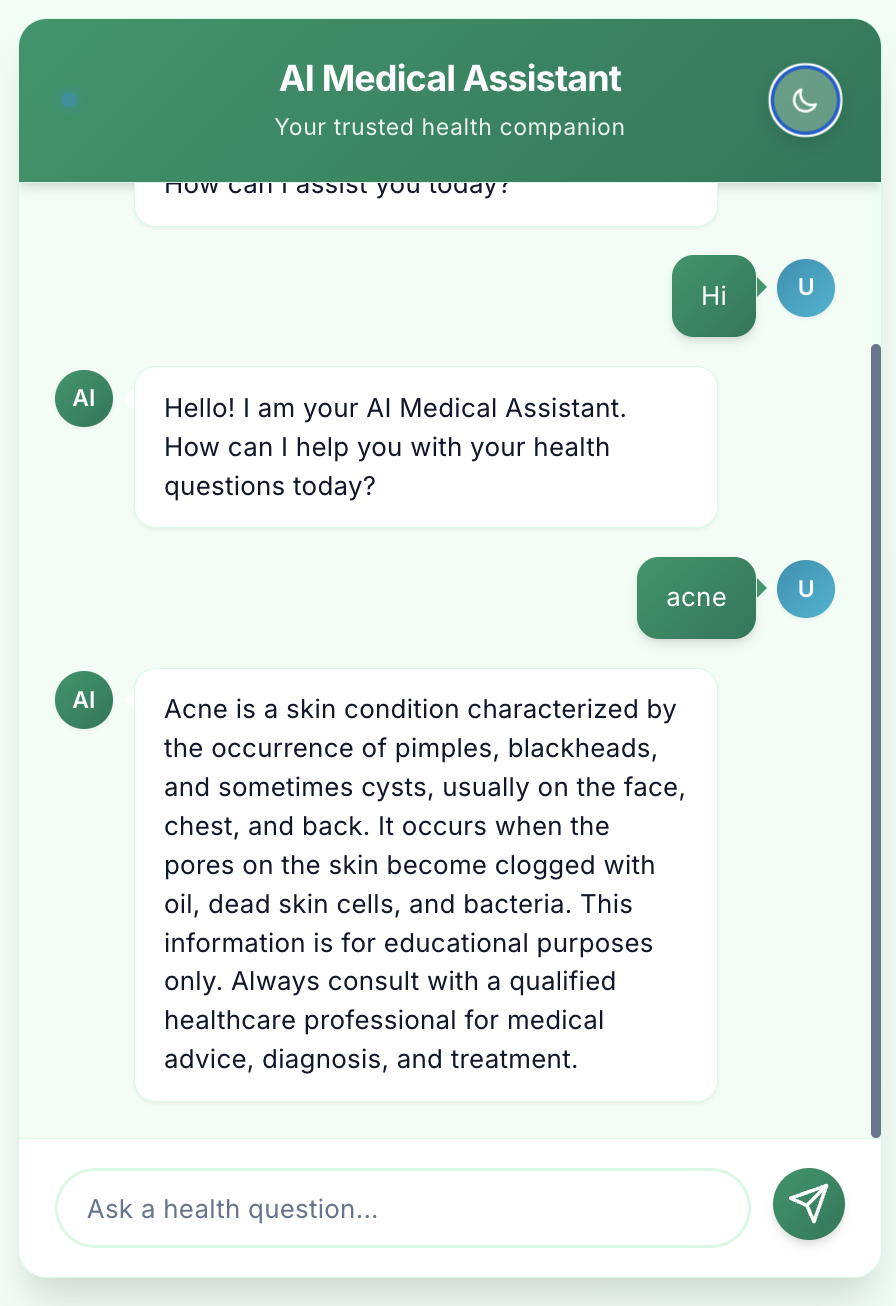 AI Medical Assistant
Your trusted health companion
How can I assist you today?
Hi
U
AI
Hello! I am your AI Medical Assistant.
How can I help you with your health
questions today?
acne
U
AI
Acne is a skin condition characterized by
the occurrence of pimples, blackheads,
and sometimes cysts, usually on the face,
chest, and back. It occurs when the
pores on the skin become clogged with
oil, dead skin cells, and bacteria. This
information is for educational purposes
only. Always consult with a qualified
healthcare professional for medical
advice, diagnosis, and treatment.
Ask a health question...